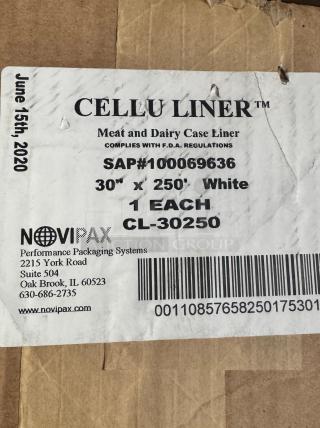 June 15th, 2020
CELLU LINER™
Meat and Dairy Case Liner
COMPLIES WITH F.D.A. REGULATIONS
SAP#100069636
30" x 250' White
1 EACH
CL-30250
NOVIPAX
Performance Packaging Systems
2215 York Road
Suite 504
Oak Brook, IL 60523
630-686-2735
www.novipax.com
00110857658250175301